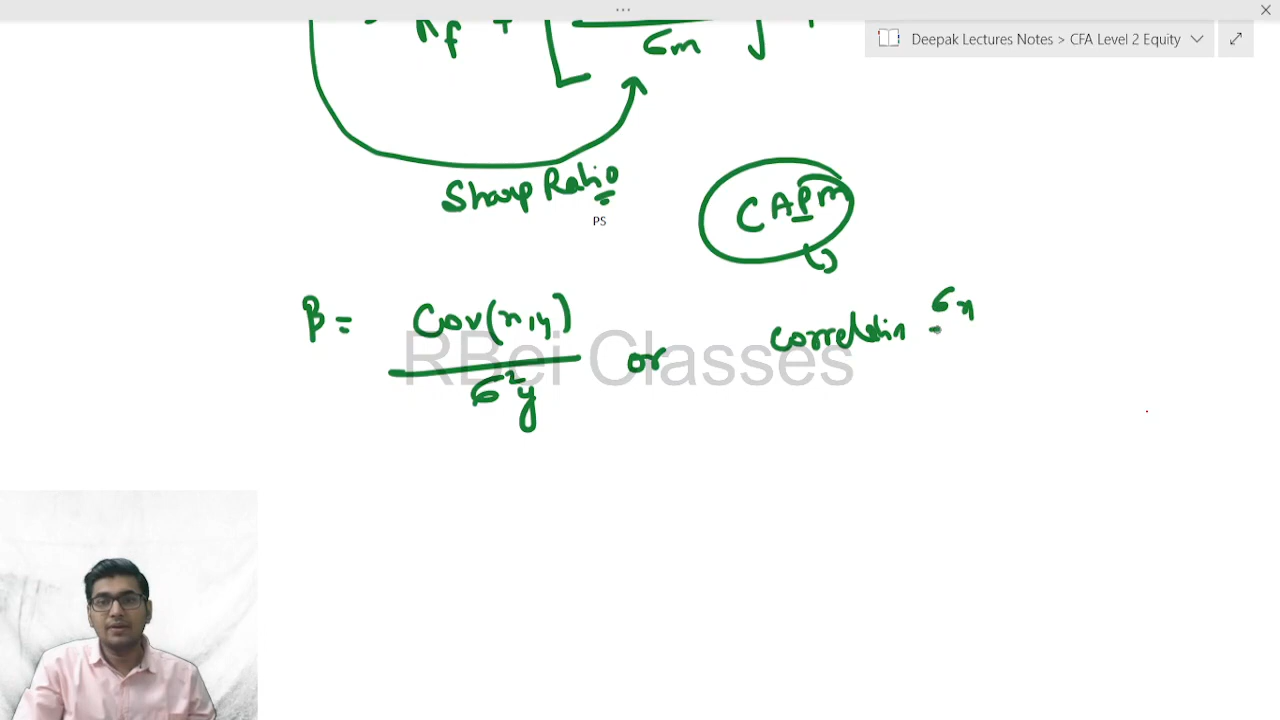 Deepak Lectures Notes > CFA Level 2 Equity
Rf + [
σm ]
Sharp Ratio
PS
CAPM
β = Cov(x,y) or correlation σx
σ²y
RBei Classes